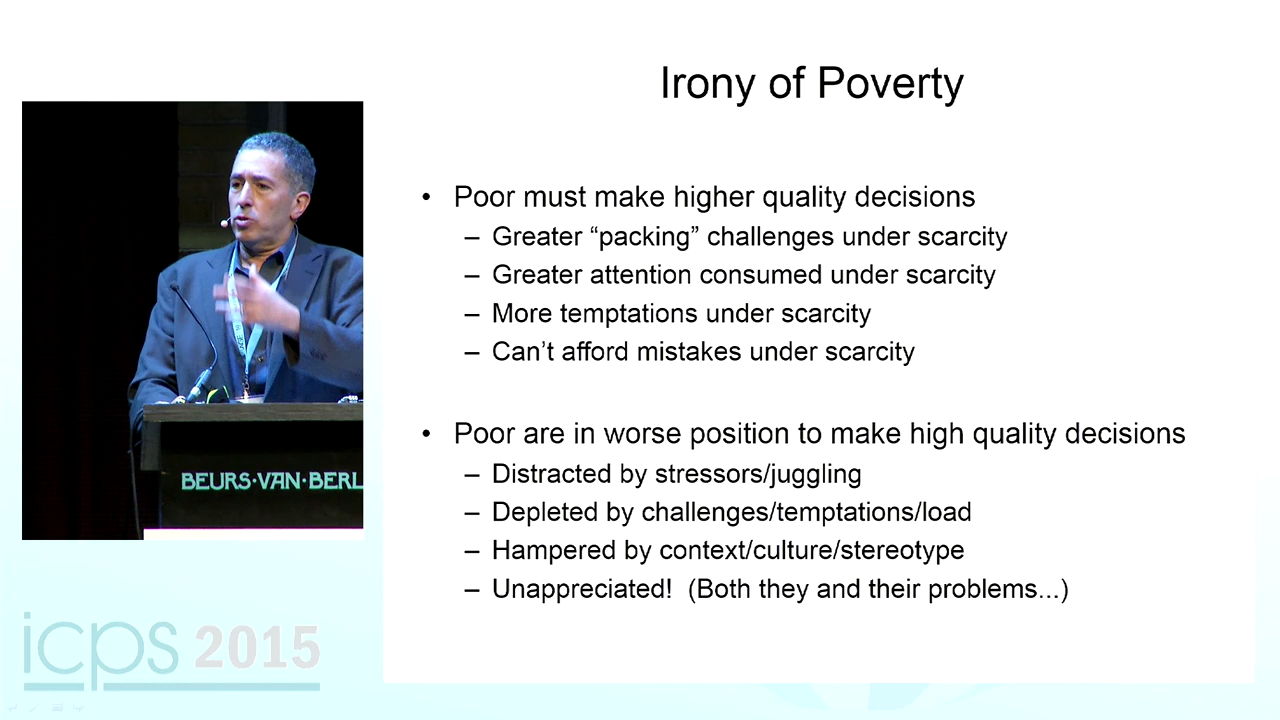 Irony of Poverty
• Poor must make higher quality decisions
– Greater “packing” challenges under scarcity
– Greater attention consumed under scarcity
– More temptations under scarcity
– Can’t afford mistakes under scarcity
• Poor are in worse position to make high quality decisions
– Distracted by stressors/juggling
– Depleted by challenges/temptations/load
– Hampered by context/culture/stereotype
– Unappreciated!  (Both they and their problems...)
BEURS·VAN·BERL
icps 2015